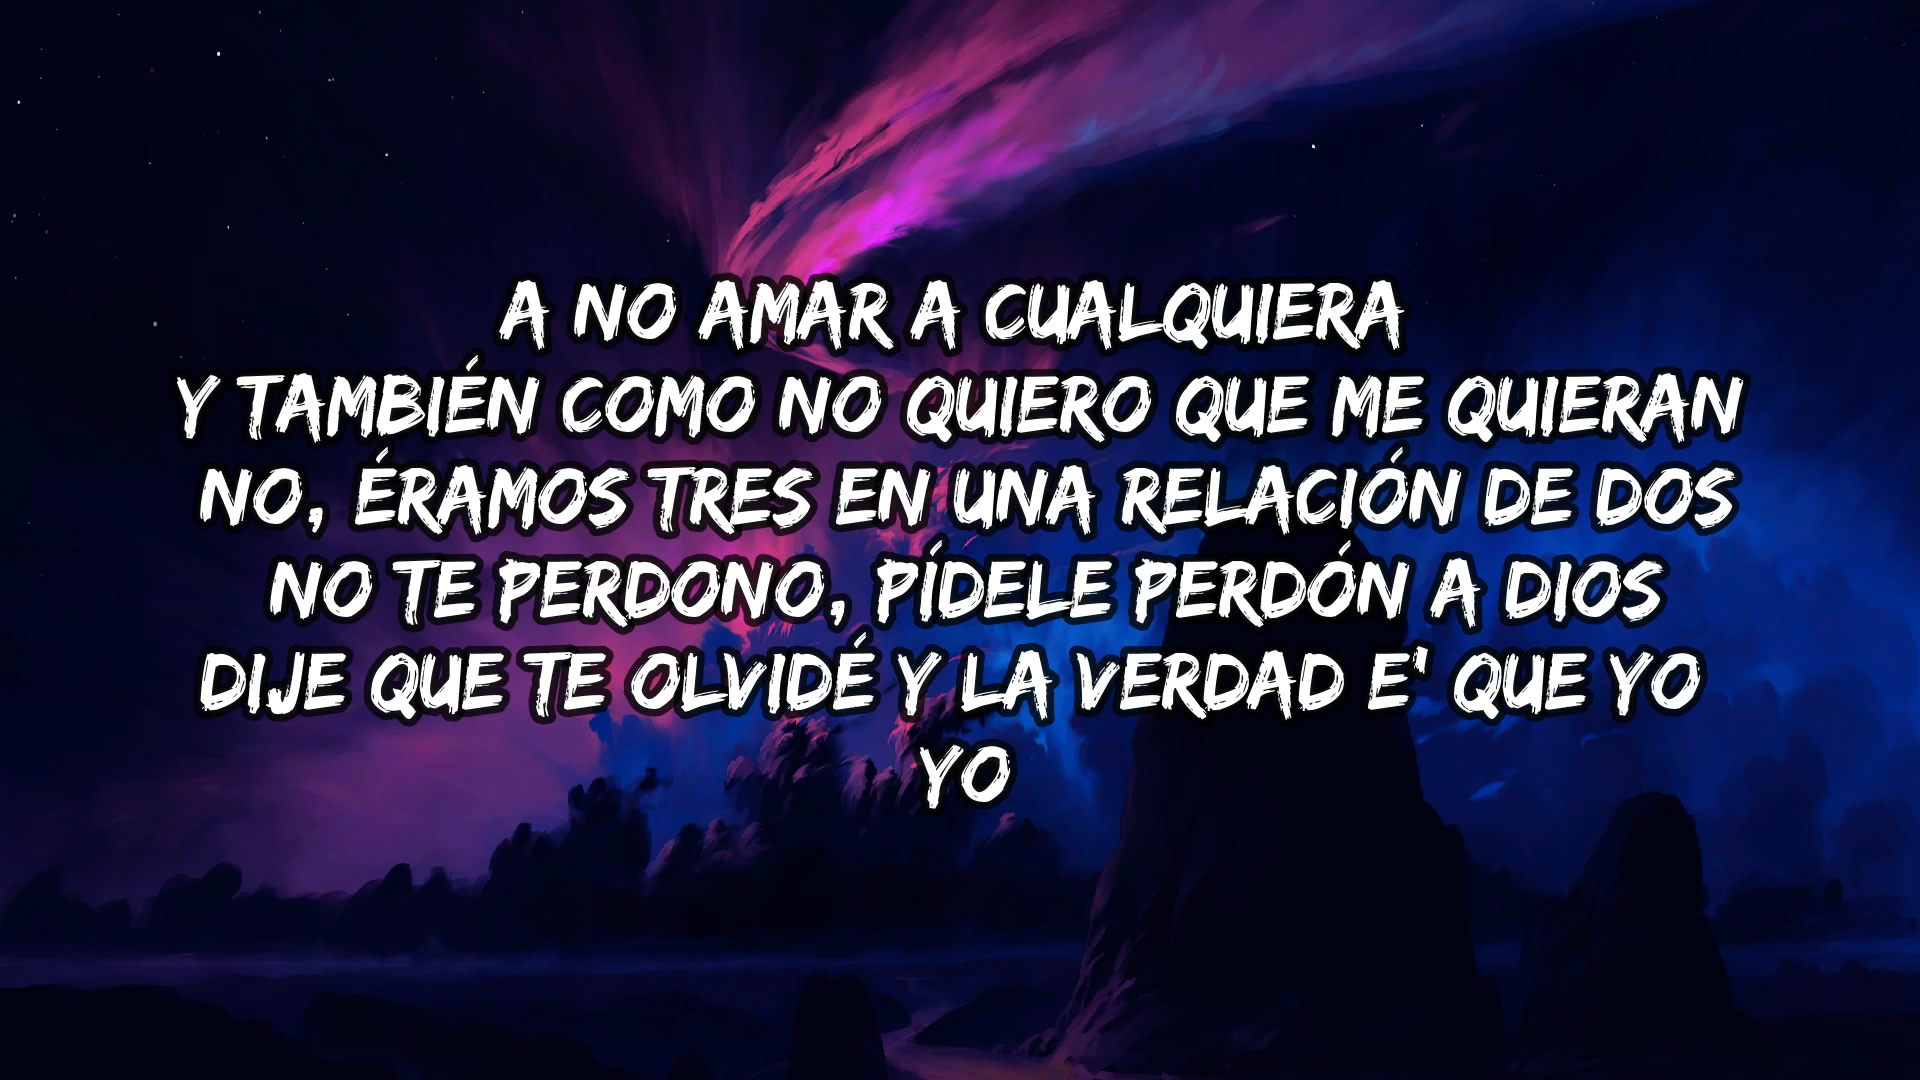 A NO AMAR A CUALQUIERA
Y TAMBIÉN COMO NO QUIERO QUE ME QUIERAN
NO, ÉRAMOS TRES EN UNA RELACIÓN DE DOS
NO TE PERDONO, PÍDELE PERDÓN A DIOS
DIJE QUE TE OLVIDÉ Y LA VERDAD E' QUE YO
YO